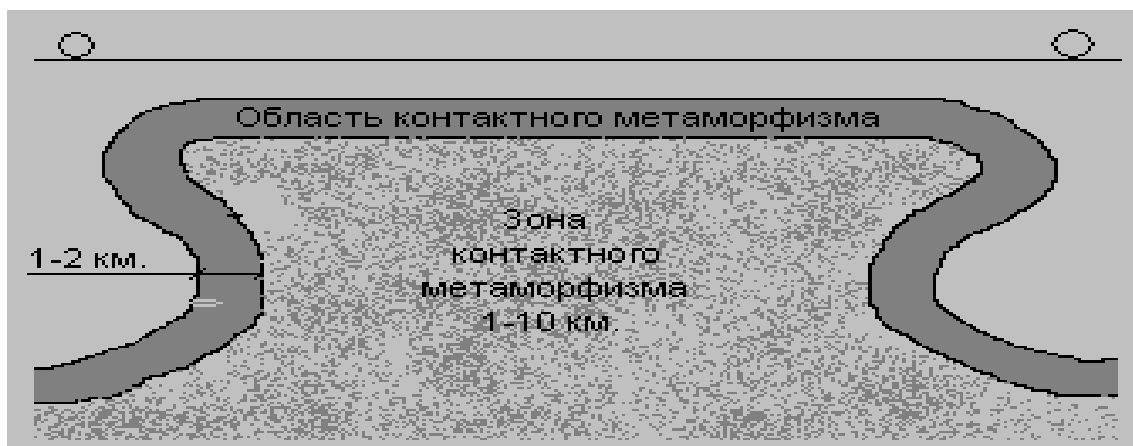 Область контактного метаморфизма
Зона
контактного
1-2 км.
метаморфизма
1-10 км.